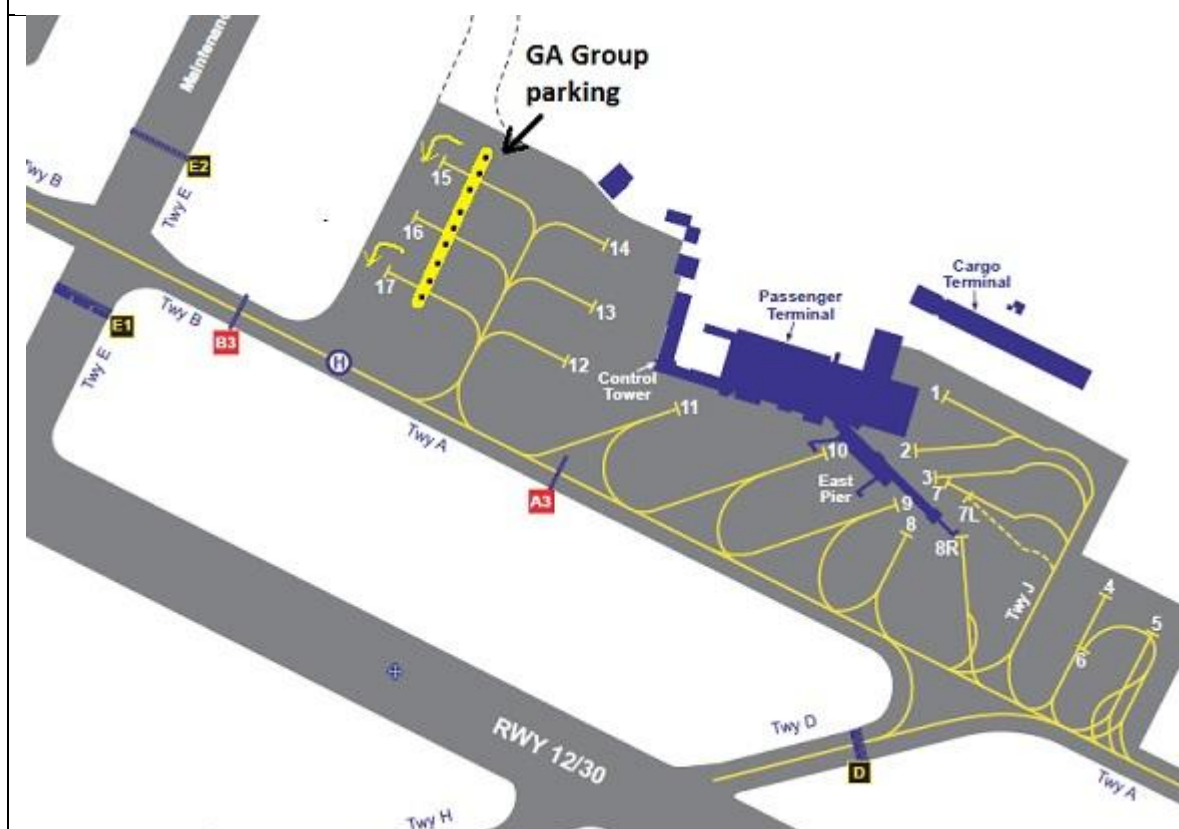 GA Group
parking
Maintenanc
E2
Twy B
Twy E
15
16
14
17
13
Cargo
Terminal
Passenger
Terminal
E1
Twy B
B3
H
12
Control
Tower
Twy E
11
1
Twy A
10
2
East
Pier
3
7
A3
9
7L
8
8R
4
Twy J
5
6
RWY 12/30
Twy D
D
Twy A
Twy H